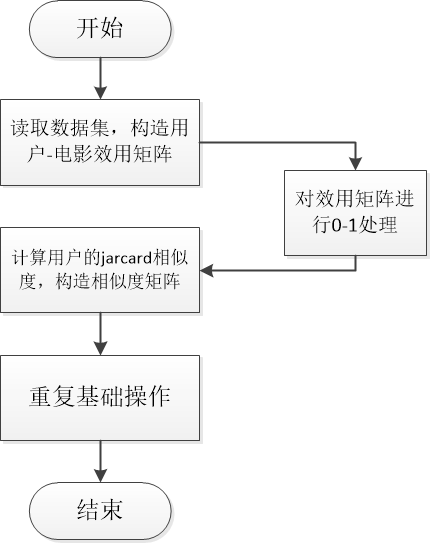 开始
读取数据集，构造用
户-电影效用矩阵
对效用矩阵进
行0-1处理
计算用户的jarcard相似
度，构造相似度矩阵
重复基础操作
结束